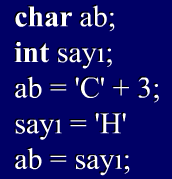 char ab;
int sayı;
ab = 'C' + 3;
sayı = 'H'
ab = sayı;